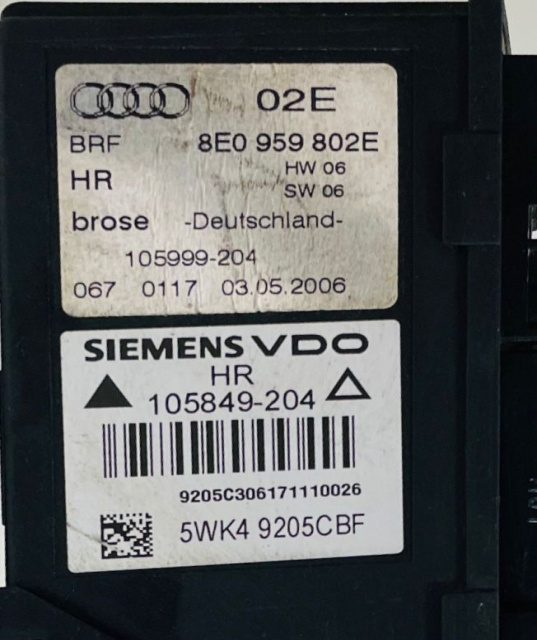 02E
BRF 8E0 959 802E
HR HW 06
SW 06
brose -Deutschland-
105999-204
067 0117 03.05.2006
SIEMENS VDO
HR
105849-204
9205C306171110026
5WK4 9205CBF